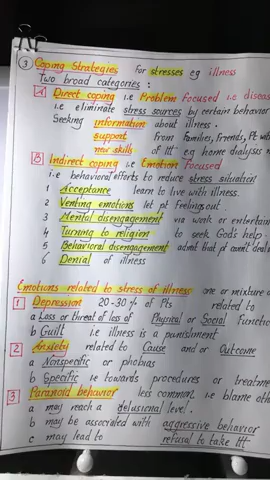 ③ Coping Strategies For stresses eg illness
Two broad categories :
A Direct coping i.e Problem Focused i.e diseas
i.e eliminate stress sources by certain behavior
Seeking information about illness.
support From families, friends, Pt wit
new skills of ttt eg home dialysis
B Indirect coping i.e Emotion Focused
i.e behavioral efforts to reduce stress situation
1 Acceptance learn to live with illness.
2 Venting emotions let pt Feelings out
3 Mental disengagement via work or entertain
4 Turning to religion to seek God's help
5 Behavioral disengagement admit that pt can't deal
6 Denial of illness
Emotions related to stress of illness one or mixture o
1 Depression 20-30% of Pts related to
a Loss or threat of loss of Physical or Social Function
b Guilt i.e illness is a punishment
2 Anxiety related to Cause and or Outcome
a Nonspecific or phobias
b Specific i.e towards procedures or treatme
3 Paranoid behavior less common i.e blame othe
a may reach a delusional level.
b may be associated with aggressive behavior
c may lead to refusal to take ttt